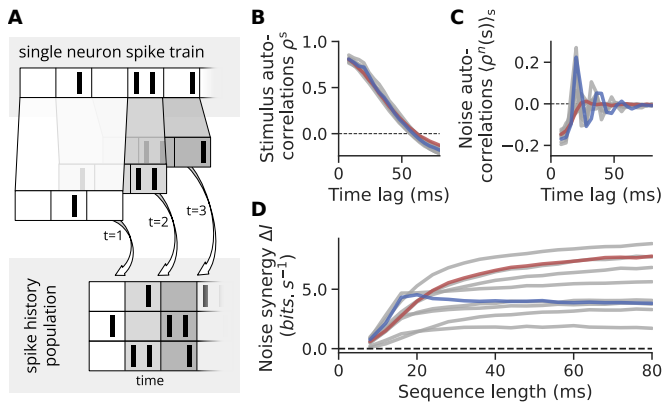 A
single neuron spike train
t=1
t=2
t=3
spike history
population
time
B
Stimulus auto-
correlations ρˢ
1.0
0.5
0.0
0
50
Time lag (ms)
C
Noise auto-
correlations ⟨ρⁿ(s)⟩ₛ
0.2
0.0
−0.2
0
50
Time lag (ms)
D
Noise synergy ΔI
(bits. s⁻¹)
5.0
0.0
0
20
40
60
80
Sequence length (ms)